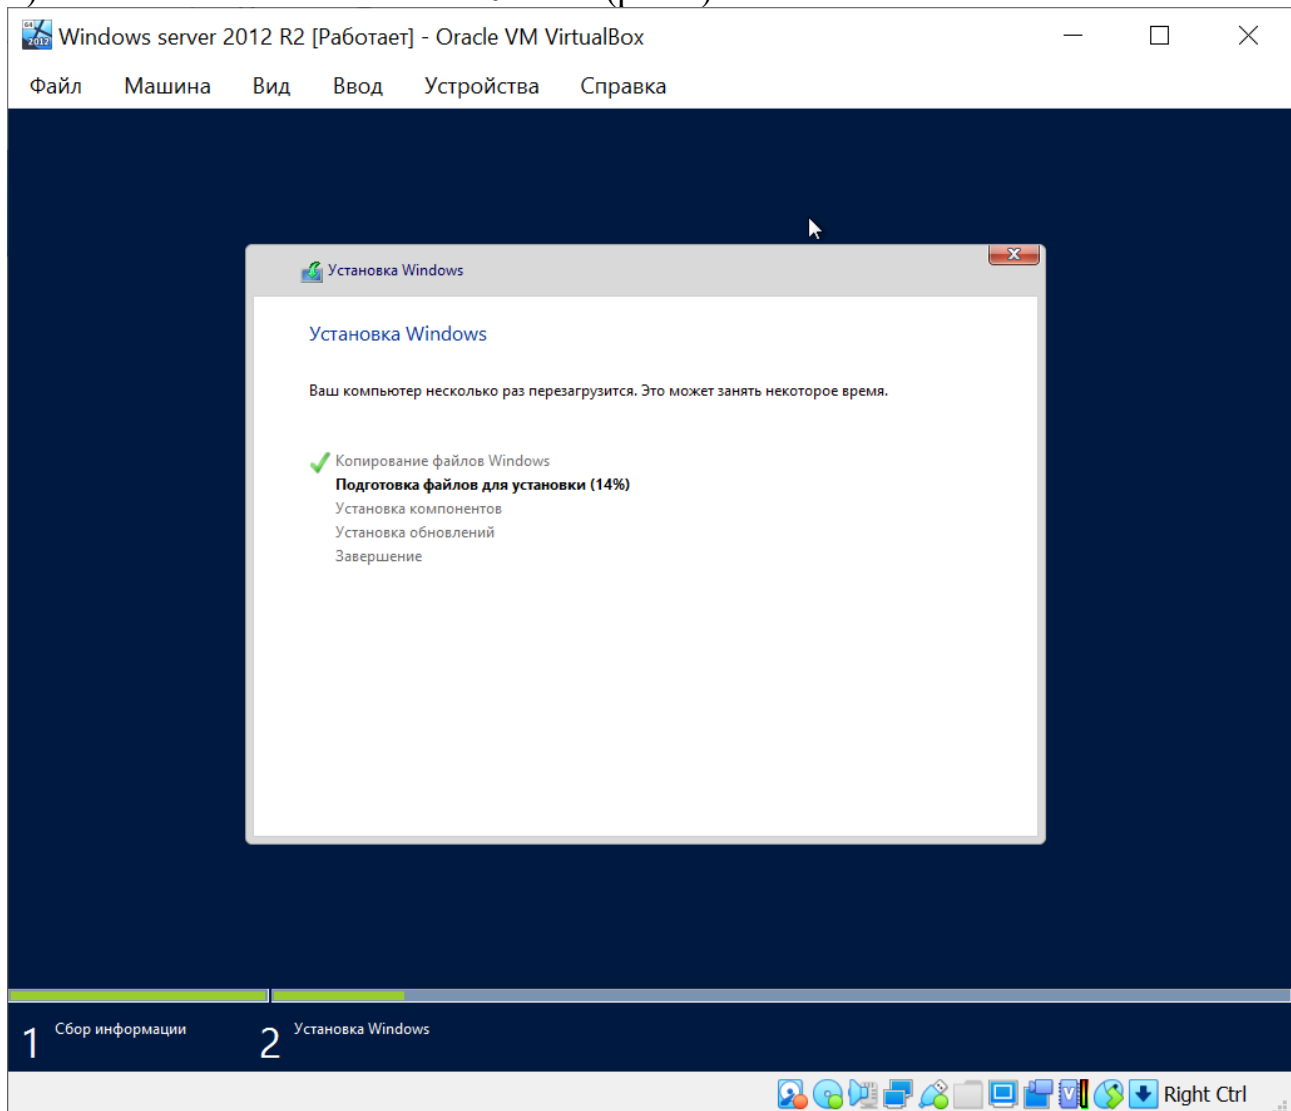 Windows server 2012 R2 [Работает] - Oracle VM VirtualBox
Файл Машина Вид Ввод Устройства Справка
Установка Windows
Установка Windows
Ваш компьютер несколько раз перезагрузится. Это может занять некоторое время.
Копирование файлов Windows
Подготовка файлов для установки (14%)
Установка компонентов
Установка обновлений
Завершение
1 Сбор информации 2 Установка Windows
Right Ctrl